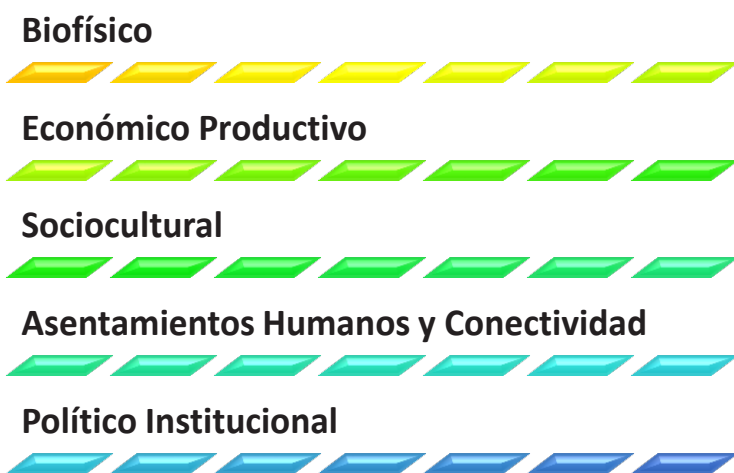 Biofísico
Económico Productivo
Sociocultural
Asentamientos Humanos y Conectividad
Político Institucional